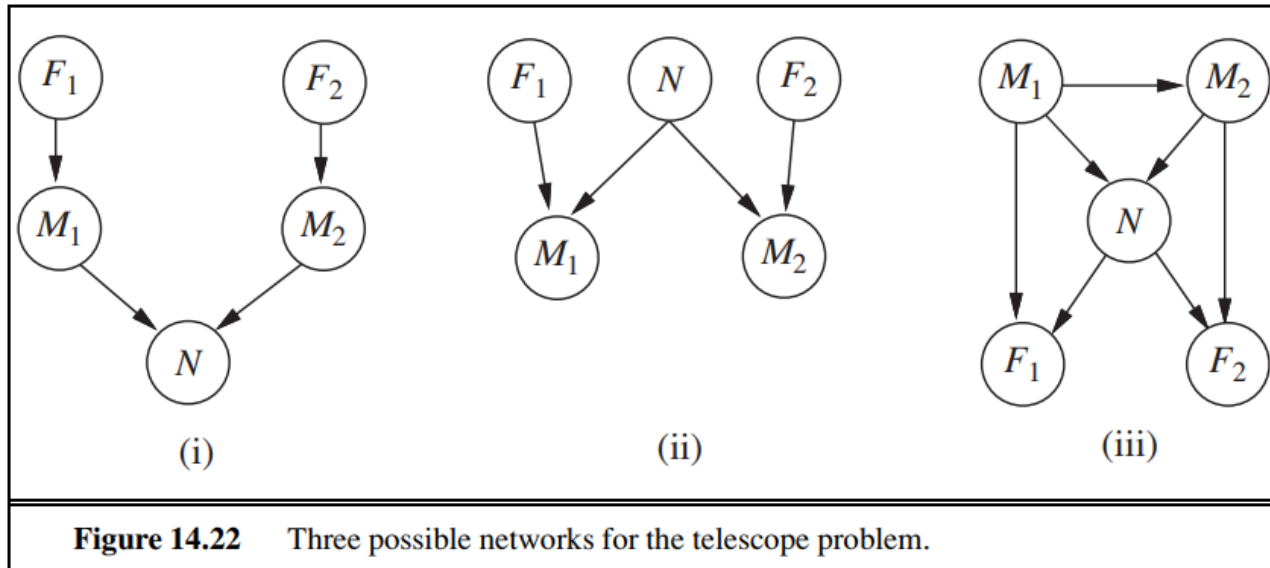 F₁ F₂ F₁ N F₂ M₁ M₂
M₁ M₂ M₁ M₂ N
N F₁ F₂
(i) (ii) (iii)
Figure 14.22 Three possible networks for the telescope problem.